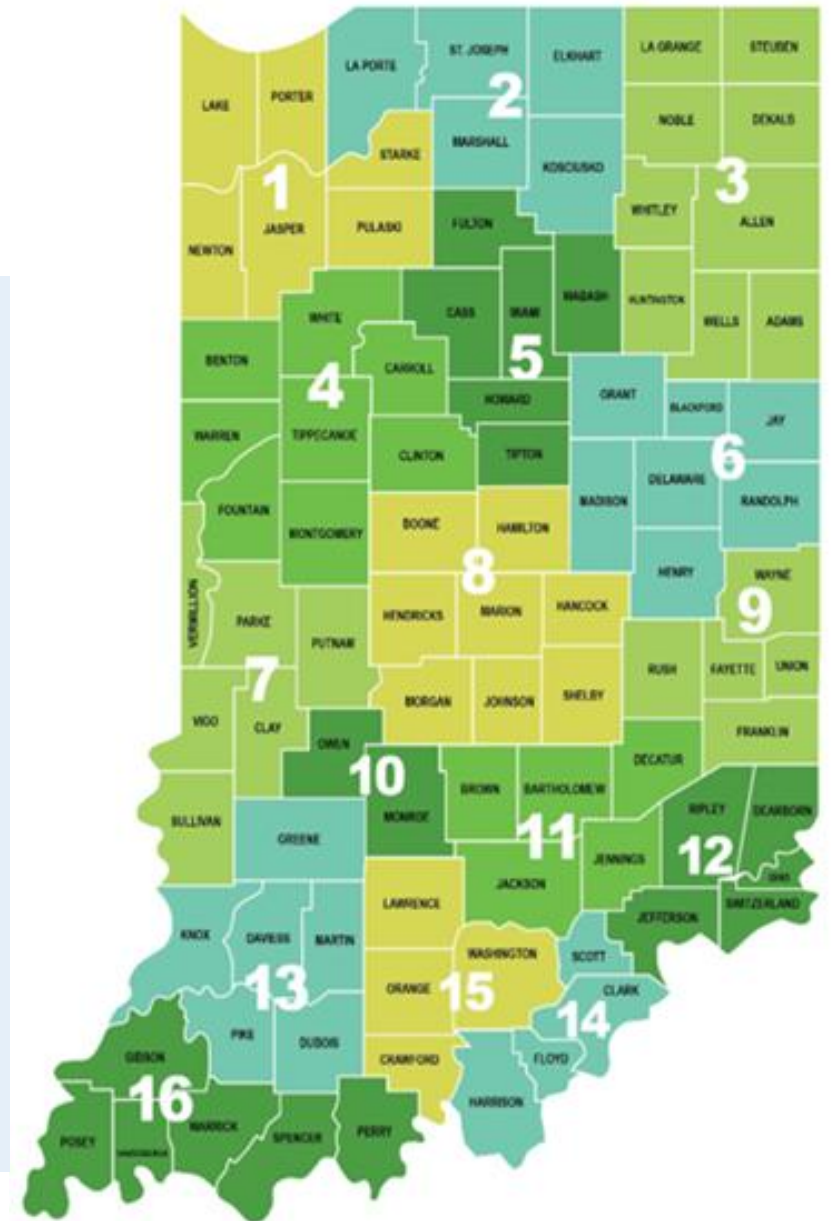 LA PORTE
ST. JOSEPH
ELKHART
LA GRANGE
STEUBEN
LAKE
PORTER
2
NOBLE
DEKALB
STARKE
MARSHALL
KOSCIUSKO
3
1
WHITLEY
ALLEN
NEWTON
JASPER
PULASKI
FULTON
WHITE
CASS
MIAMI
WABASH
HUNTINGTON
WELLS
ADAMS
BENTON
4
CARROLL
5
HOWARD
GRANT
BLACKFORD
JAY
WARREN
TIPPECANOE
CLINTON
TIPTON
6
MADISON
DELAWARE
RANDOLPH
FOUNTAIN
MONTGOMERY
BOONE
HAMILTON
8
HENRY
WAYNE
9
VERMILLION
PARKE
PUTNAM
HENDRICKS
MARION
HANCOCK
7
RUSH
FAYETTE
UNION
VIGO
CLAY
MORGAN
JOHNSON
SHELBY
FRANKLIN
OWEN
10
DECATUR
SULLIVAN
MONROE
BROWN
BARTHOLOMEW
RIPLEY
DEARBORN
GREENE
11
JENNINGS
12
JACKSON
OHIO
LAWRENCE
JEFFERSON
SWITZERLAND
KNOX
DAVIESS
MARTIN
WASHINGTON
SCOTT
13
ORANGE
15
CLARK
14
PIKE
DUBOIS
GIBSON
CRAWFORD
FLOYD
16
HARRISON
POSEY
WARRICK
SPENCER
PERRY